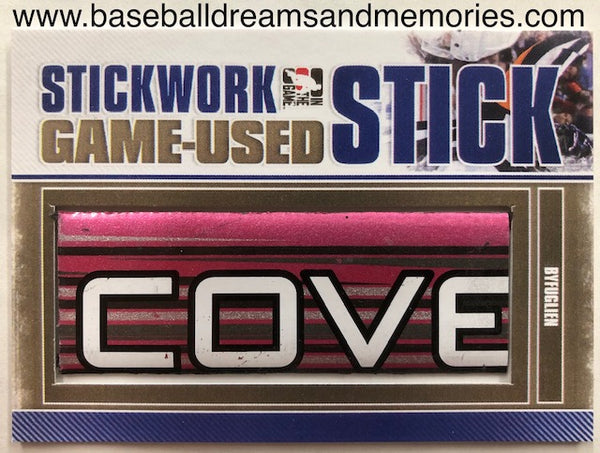 www.baseballdreamsandmemories.com
STICKWORK
IN THE GAME
STICK
GAME-USED
COVE
BYFUGLIEN